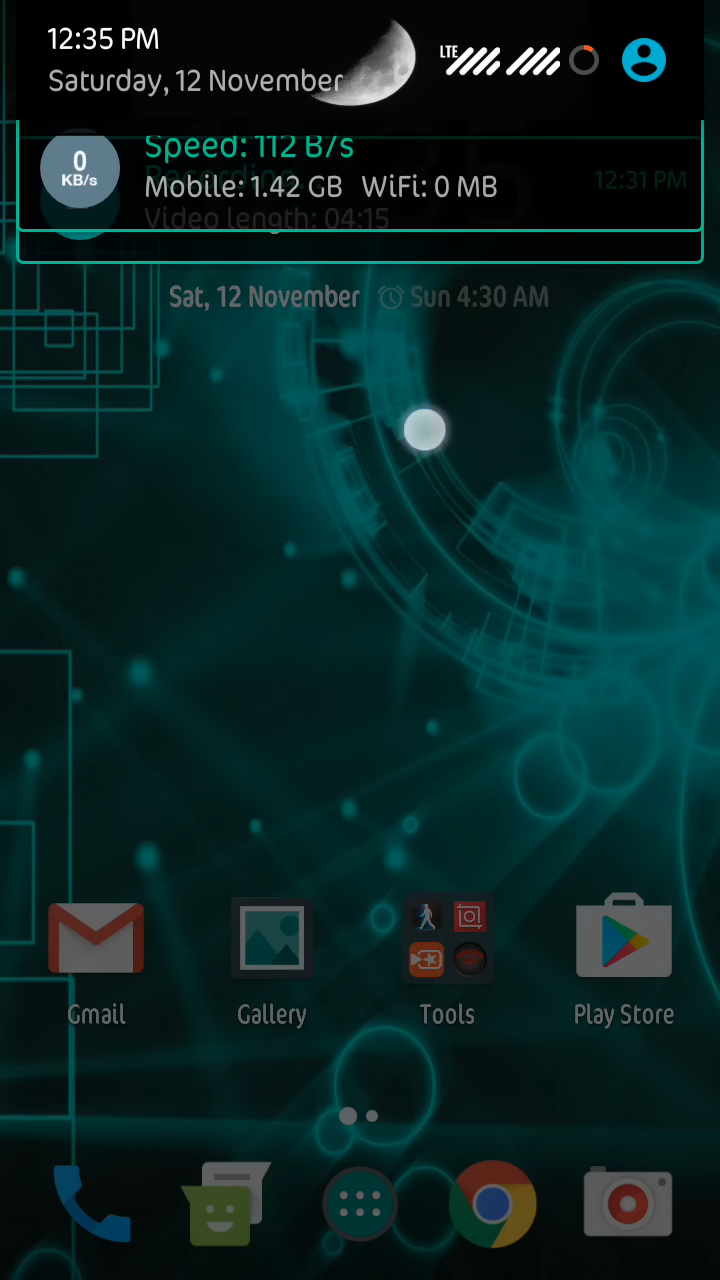 12:35 PM
LTE
Saturday, 12 November
Speed: 112 B/s
0
KB/s
Recording...
12:31 PM
Mobile: 1.42 GB WiFi: 0 MB
Video length: 04:15
Sat, 12 November Sun 4:30 AM
Gmail
Gallery
Tools
Play Store